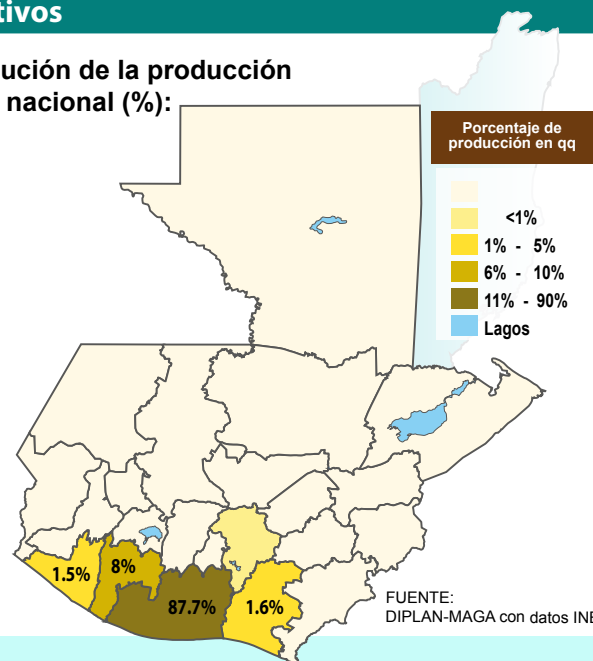 tivos
ución de la producción
nacional (%):
Porcentaje de
producción en qq
<1%
1% - 5%
6% - 10%
11% - 90%
Lagos
1.5%
8%
87.7%
1.6%
FUENTE:
DIPLAN-MAGA con datos INE